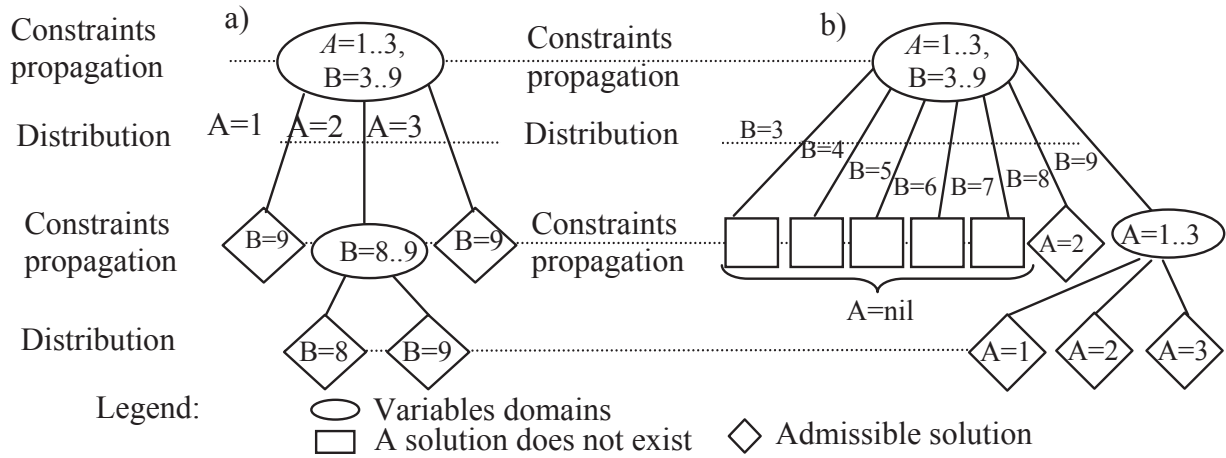 a)
Constraints
propagation
A=1..3,
B=3..9
Distribution
A=1
A=2
A=3
Constraints
propagation
B=9
B=8..9
B=9
Distribution
B=8
B=9
b)
Constraints
propagation
A=1..3,
B=3..9
Distribution
B=3
B=4
B=5
B=6
B=7
B=8
B=9
Constraints
propagation
A=2
A=1..3
A=nil
A=1
A=2
A=3
Legend:
Variables domains
A solution does not exist
Admissible solution